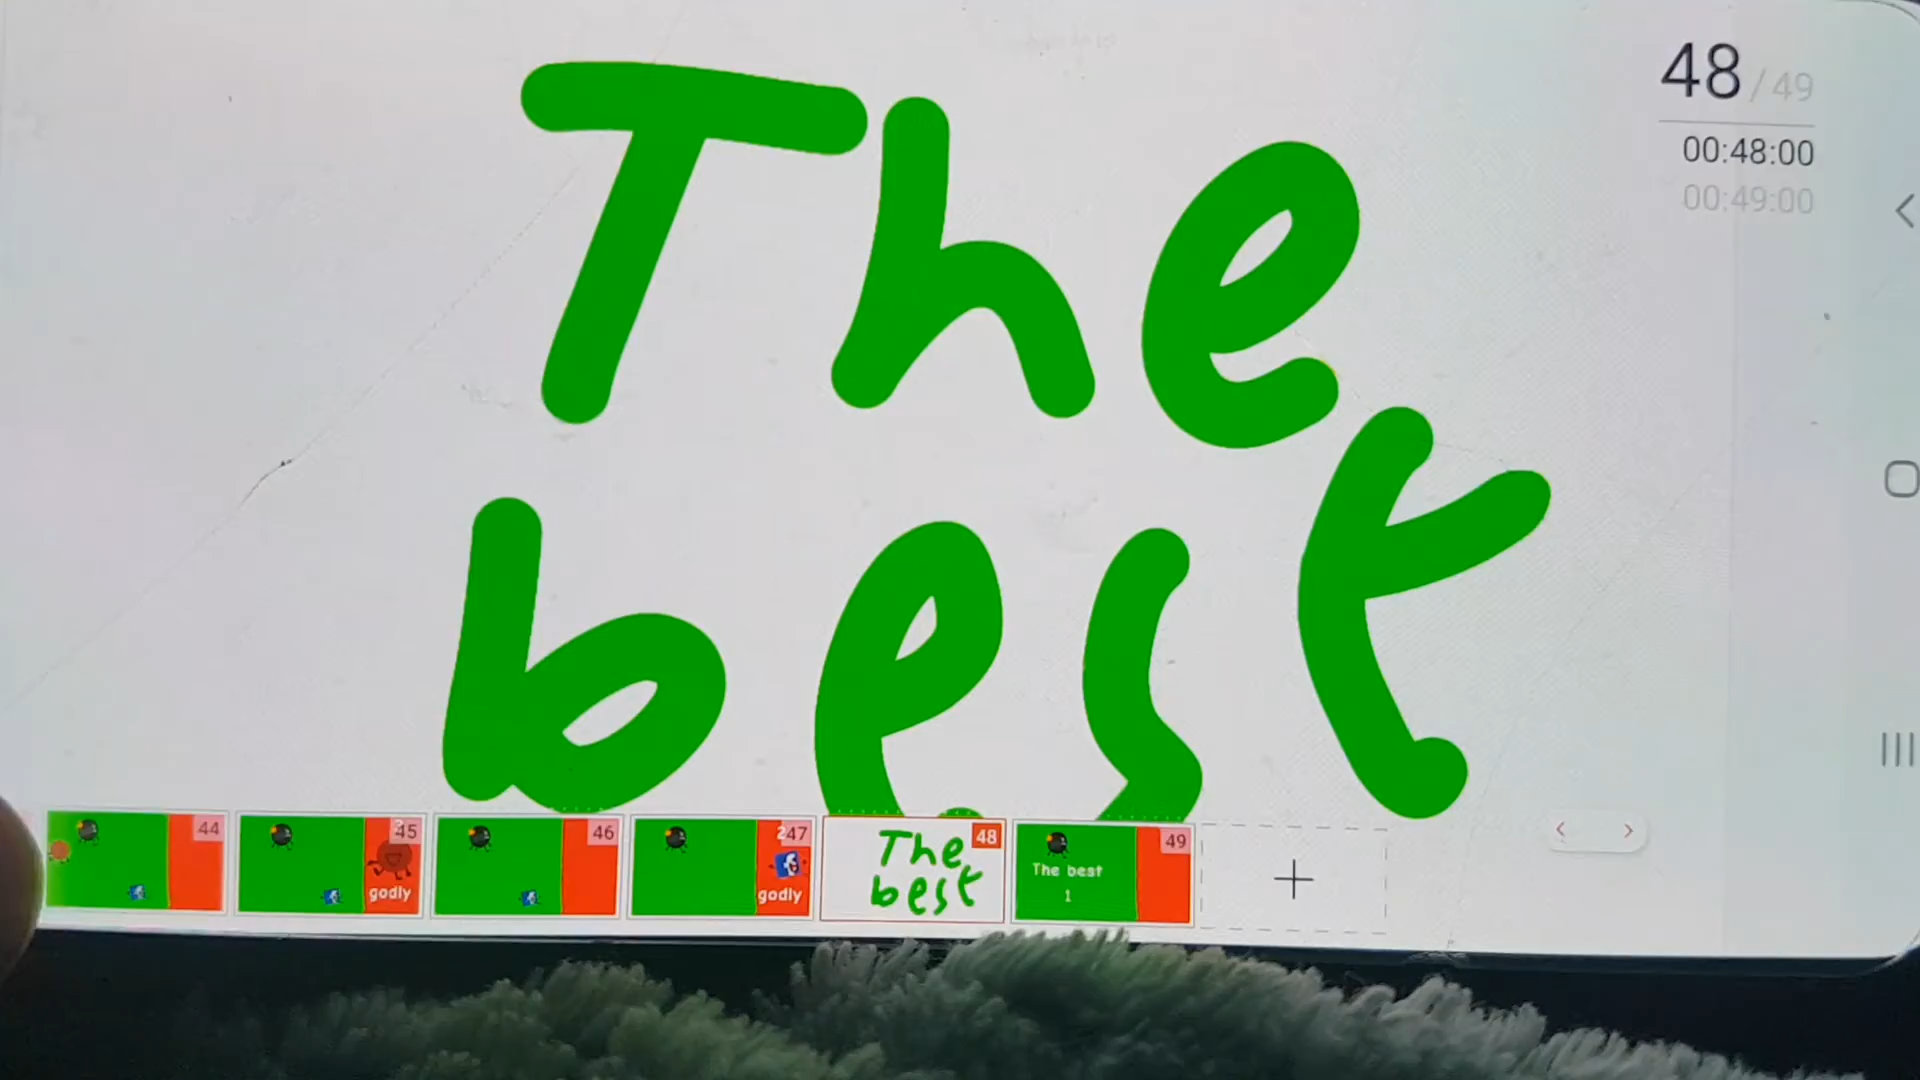 48 / 49
00:48:00
00:49:00
The
best
44
45
godly
46
47
godly
48
The
best
49
The best
1